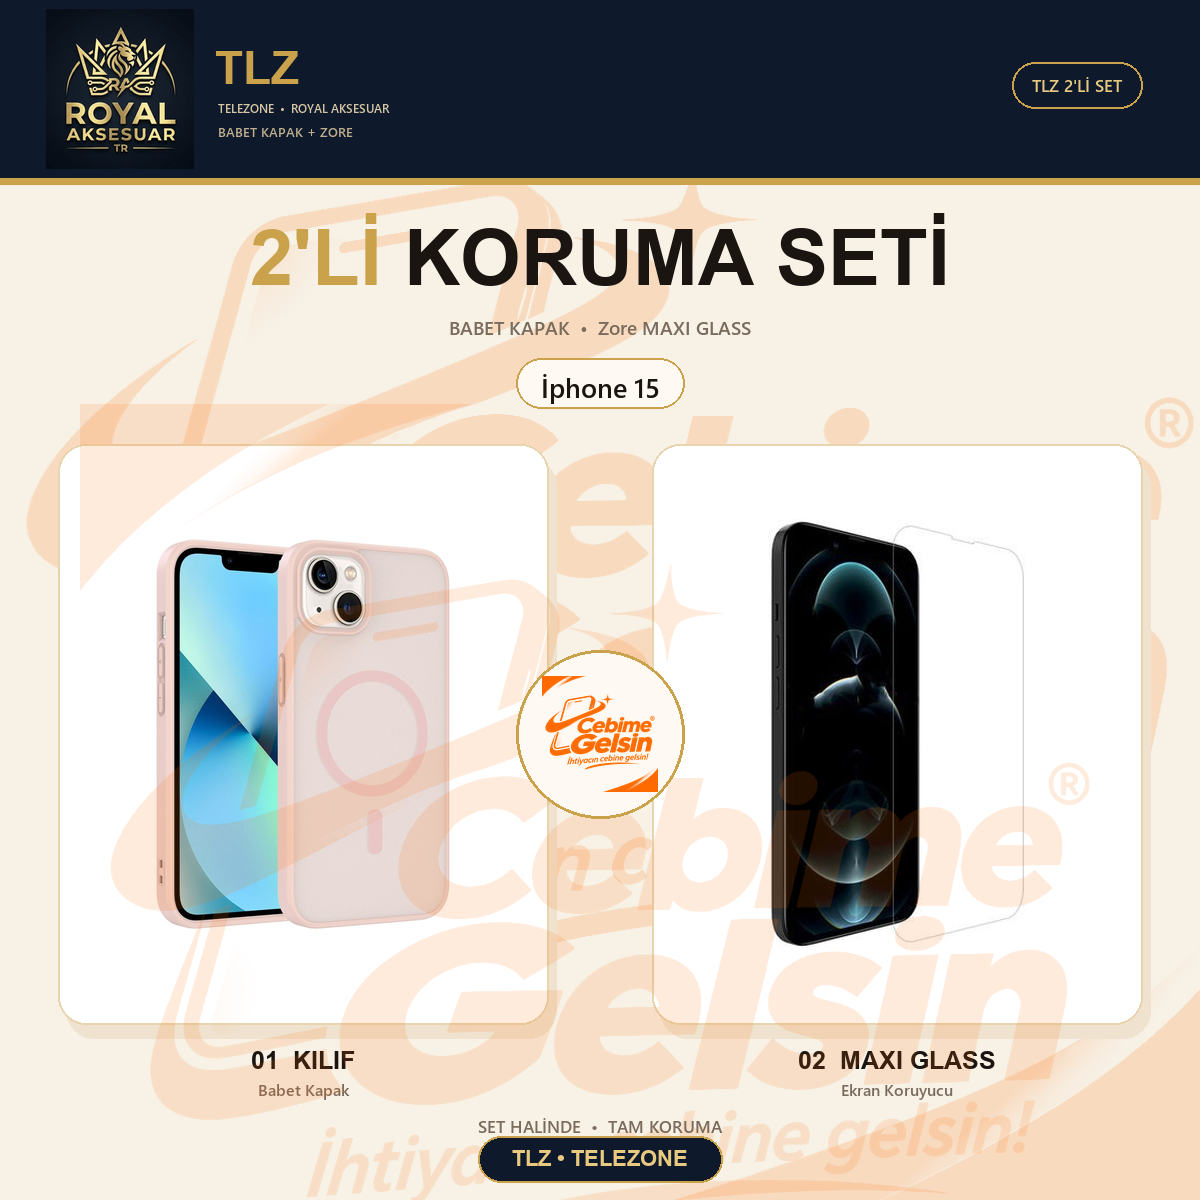 ROYAL
AKSESUAR
TR
TLZ
TELEZONE • ROYAL AKSESUAR
BABET KAPAK + ZORE
TLZ 2'Lİ SET
2'Lİ KORUMA SETİ
BABET KAPAK • Zore MAXI GLASS
İphone 15
Cebime®
Gelsin
İhtiyacın cebine gelsin!
Cebime®
Gelsin
01 KILIF
Babet Kapak
02 MAXI GLASS
Ekran Koruyucu
SET HALİNDE • TAM KORUMA
TLZ • TELEZONE